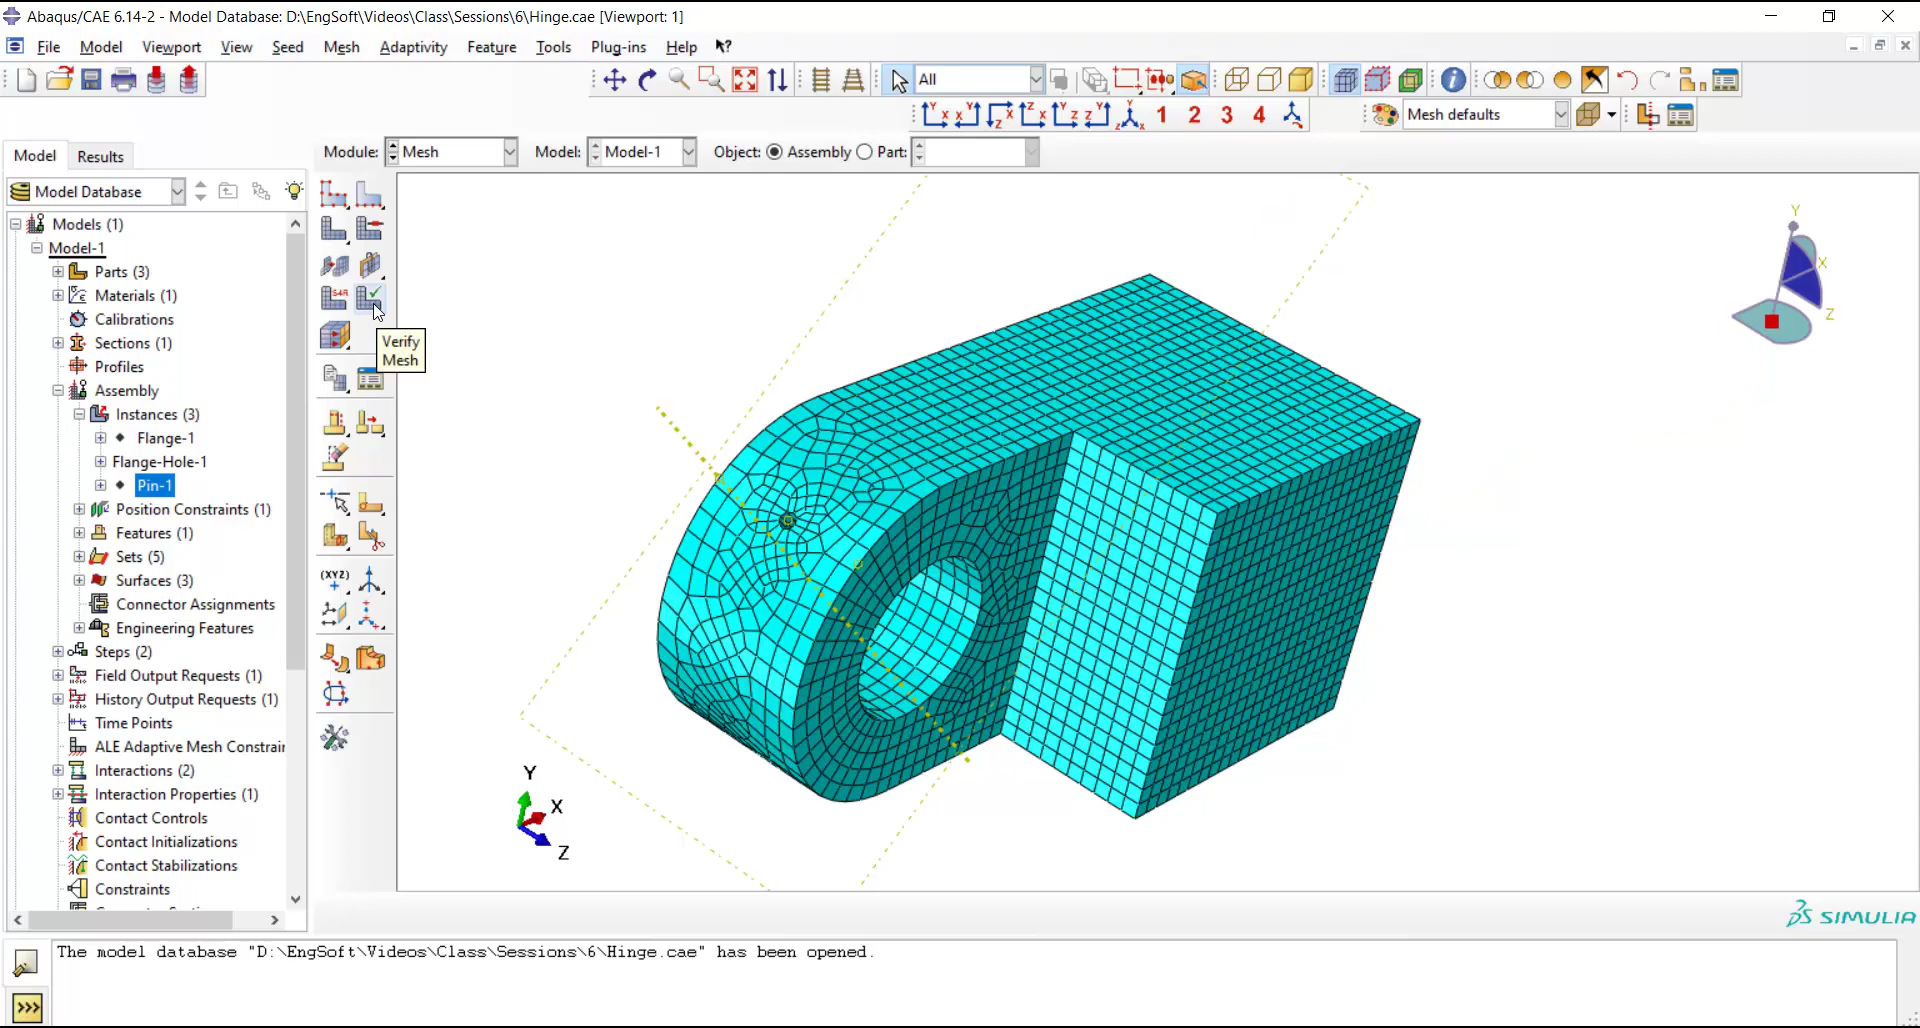 Abaqus/CAE 6.14-2 - Model Database: D:\EngSoft\Videos\Class\Sessions\6\Hinge.cae [Viewport: 1]
File Model Viewport View Seed Mesh Adaptivity Feature Tools Plug-ins Help
All
1 2 3 4 Mesh defaults
Model Results
Module: Mesh Model: Model-1 Object: Assembly Part:
Model Database
Models (1)
Model-1
Parts (3)
Materials (1)
Calibrations
Sections (1)
Profiles
Assembly
Instances (3)
Flange-1
Flange-Hole-1
Pin-1
Position Constraints (1)
Features (1)
Sets (5)
Surfaces (3)
Connector Assignments
Engineering Features
Steps (2)
Field Output Requests (1)
History Output Requests (1)
Time Points
ALE Adaptive Mesh Constrai
Interactions (2)
Interaction Properties (1)
Contact Controls
Contact Initializations
Contact Stabilizations
Constraints
S4R
Verify
Mesh
(XYZ)
Y
X
Z
Y
X
Z
SIMULIA
The model database "D:\EngSoft\Videos\Class\Sessions\6\Hinge.cae" has been opened.
>>>